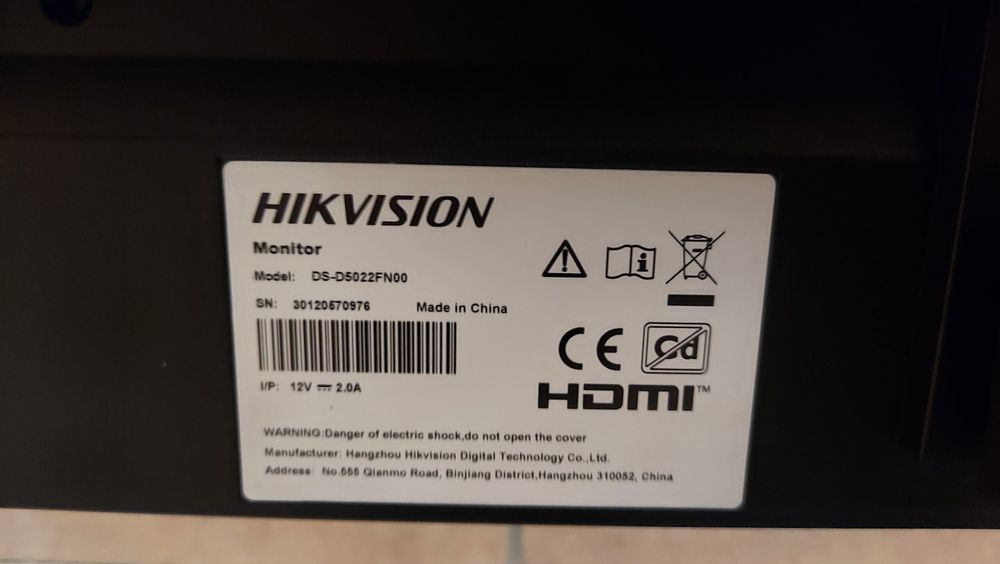 HIKVISION
Monitor
Model: DS-D5022FN00
SN: 30120570976 Made in China
I/P: 12V ⎓ 2.0A
CE Cd
HDMI™
WARNING:Danger of electric shock,do not open the cover
Manufacturer: Hangzhou Hikvision Digital Technology Co.,Ltd.
Address: No.555 Qianmo Road, Binjiang District,Hangzhou 310052, China